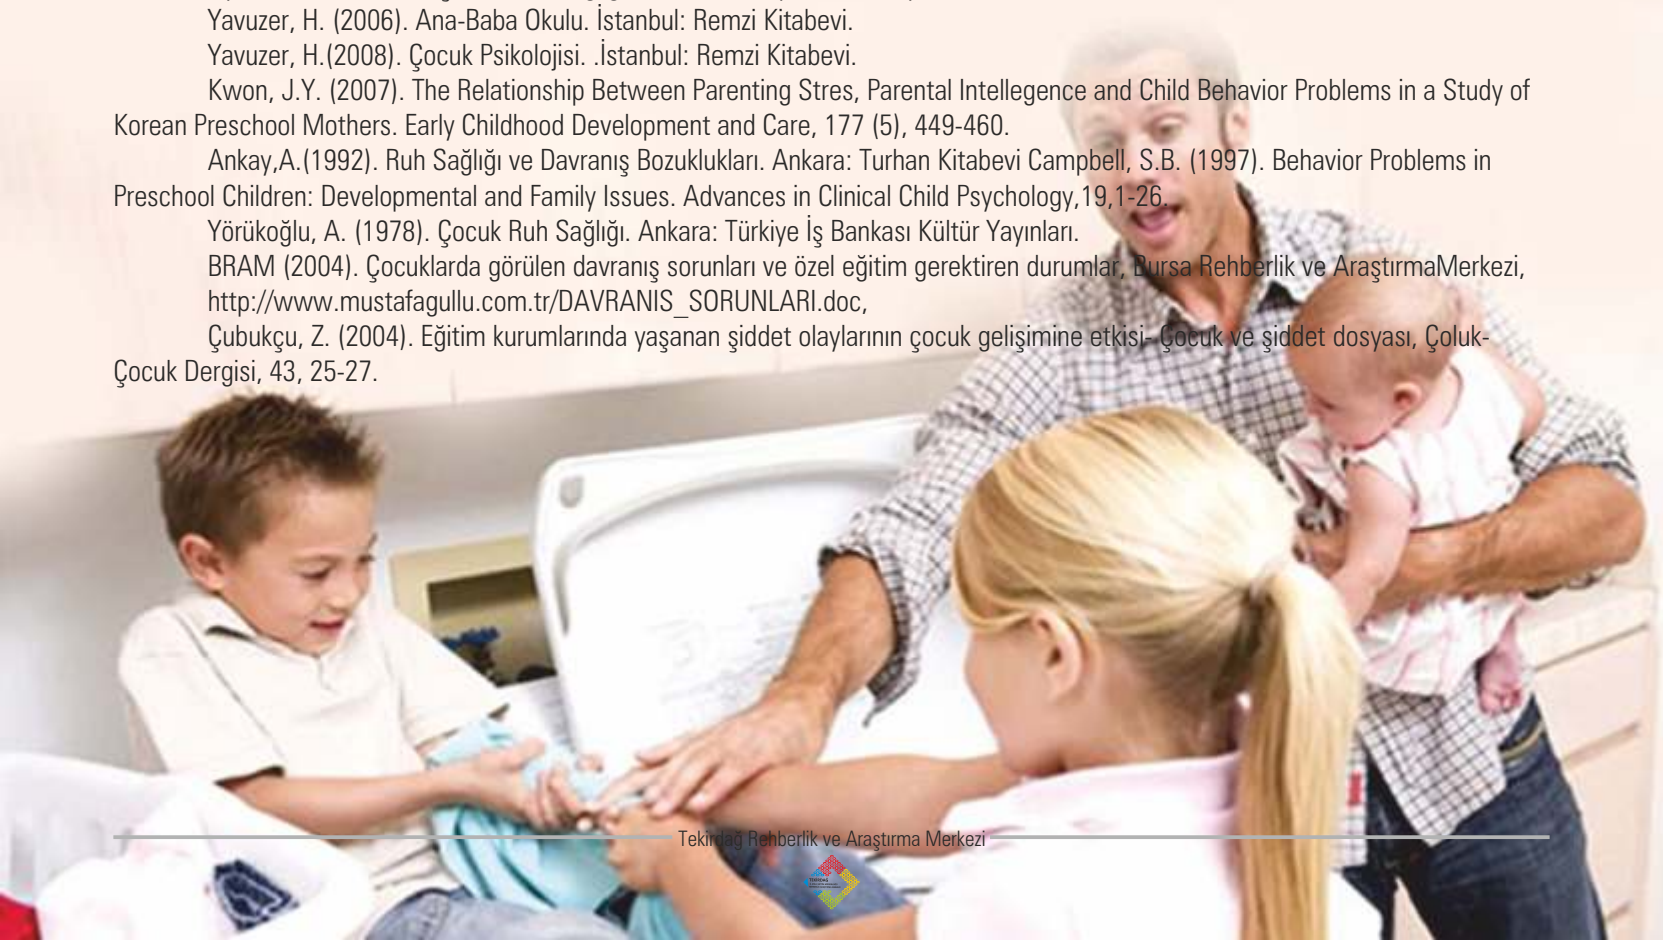 Yavuzer, H. (2006). Ana-Baba Okulu. İstanbul: Remzi Kitabevi.
Yavuzer, H.(2008). Çocuk Psikolojisi. .İstanbul: Remzi Kitabevi.
Kwon, J.Y. (2007). The Relationship Between Parenting Stres, Parental Intellegence and Child Behavior Problems in a Study of
Korean Preschool Mothers. Early Childhood Development and Care, 177 (5), 449-460.
Ankay,A.(1992). Ruh Sağlığı ve Davranış Bozuklukları. Ankara: Turhan Kitabevi Campbell, S.B. (1997). Behavior Problems in
Preschool Children: Developmental and Family Issues. Advances in Clinical Child Psychology,19,1-26.
Yörükoğlu, A. (1978). Çocuk Ruh Sağlığı. Ankara: Türkiye İş Bankası Kültür Yayınları.
BRAM (2004). Çocuklarda görülen davranış sorunları ve özel eğitim gerektiren durumlar, Bursa Rehberlik ve AraştırmaMerkezi,
http://www.mustafagullu.com.tr/DAVRANIS_SORUNLARI.doc,
Çubukçu, Z. (2004). Eğitim kurumlarında yaşanan şiddet olaylarının çocuk gelişimine etkisi- Çocuk ve şiddet dosyası, Çoluk-
Çocuk Dergisi, 43, 25-27.
Tekirdağ Rehberlik ve Araştırma Merkezi